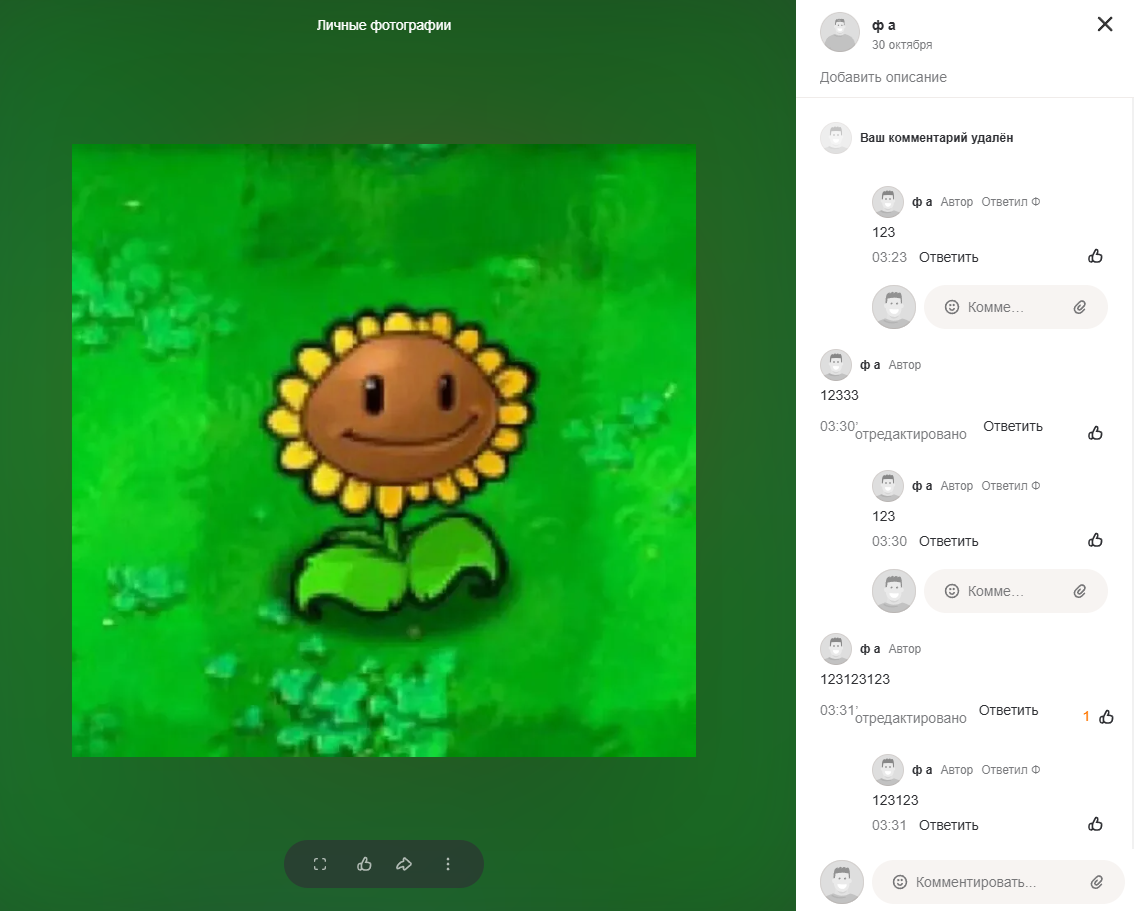 Личные фотографии
ф а
30 октября
Добавить описание
Ваш комментарий удалён
ф а Автор Ответил Ф
123
03:23 Ответить
Комме...
ф а Автор
12333
03:30' отредактировано Ответить
ф а Автор Ответил Ф
123
03:30 Ответить
Комме...
ф а Автор
123123123
03:31' отредактировано Ответить 1
ф а Автор Ответил Ф
123123
03:31 Ответить
Комментировать...